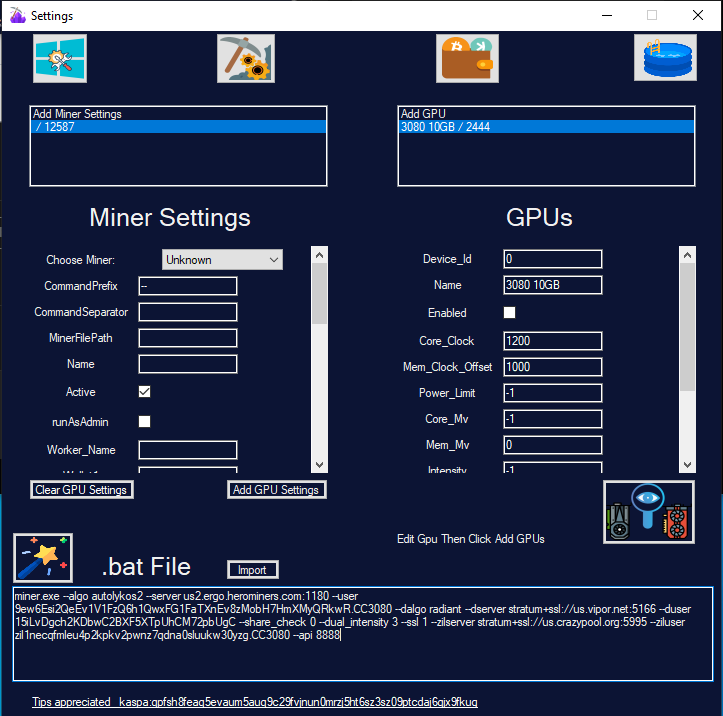 Settings
Add Miner Settings
/ 12587
Add GPU
3080 10GB / 2444
Miner Settings
GPUs
Choose Miner: Unknown
CommandPrefix --
CommandSeparator
MinerFilePath
Name
Active
runAsAdmin
Worker_Name
Device_Id 0
Name 3080 10GB
Enabled
Core_Clock 1200
Mem_Clock_Offset 1000
Power_Limit -1
Core_Mv -1
Mem_Mv 0
Intensity -1
Clear GPU Settings
Add GPU Settings
Edit Gpu Then Click Add GPUs
.bat File
Import
miner.exe --algo autolykos2 --server us2.ergo.herominers.com:1180 --user
9ew6Esi2QeEv1V1FzQ6h1QwxFG1FaTXnEv8zMobH7HmXMyQRkwR.CC3080 --dalgo radiant --dserver stratum+ssl://us.vipor.net:5166 --duser
15iLvDgch2KDbwC2BXF5XTpUhCM72pbUgC --share_check 0 --dual_intensity 3 --ssl 1 --zilserver stratum+ssl://us.crazypool.org:5995 --ziluser
zil1necqfmleu4p2kpkv2pwnz7qdna0sluukw30yzg.CC3080 --api 8888
Tips appreciated kaspa:qpfsh8feaq5evaum5auq9c29fvjnun0mrzj5ht6sz3sz09ptcdaj6qjx9fkug